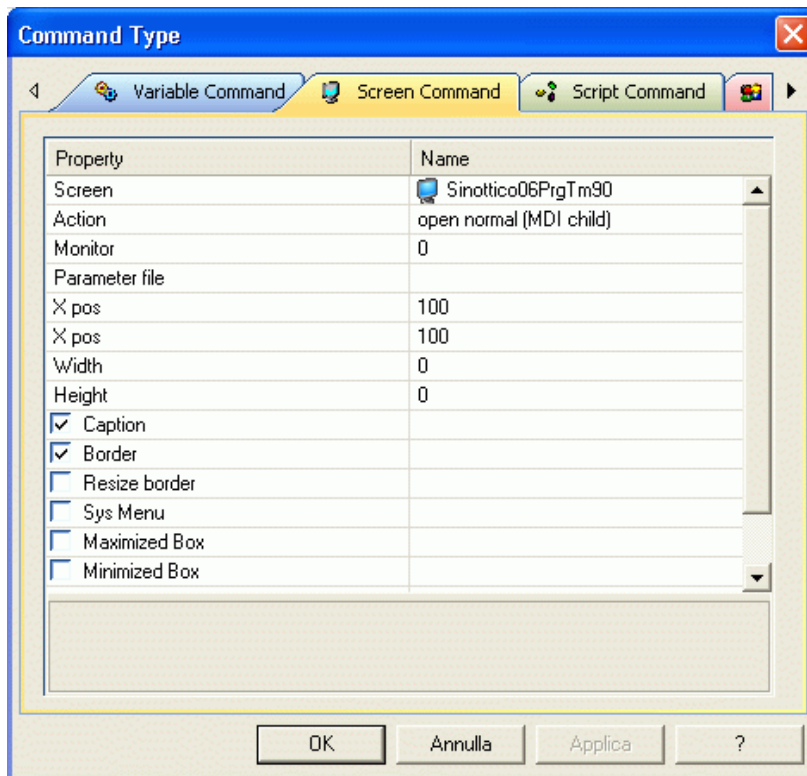 Command Type
Variable Command Screen Command Script Command
Property Name
Screen Sinottico06PrgTm90
Action open normal (MDI child)
Monitor 0
Parameter file
X pos 100
X pos 100
Width 0
Height 0
Caption
Border
Resize border
Sys Menu
Maximized Box
Minimized Box
OK Annulla Applica ?